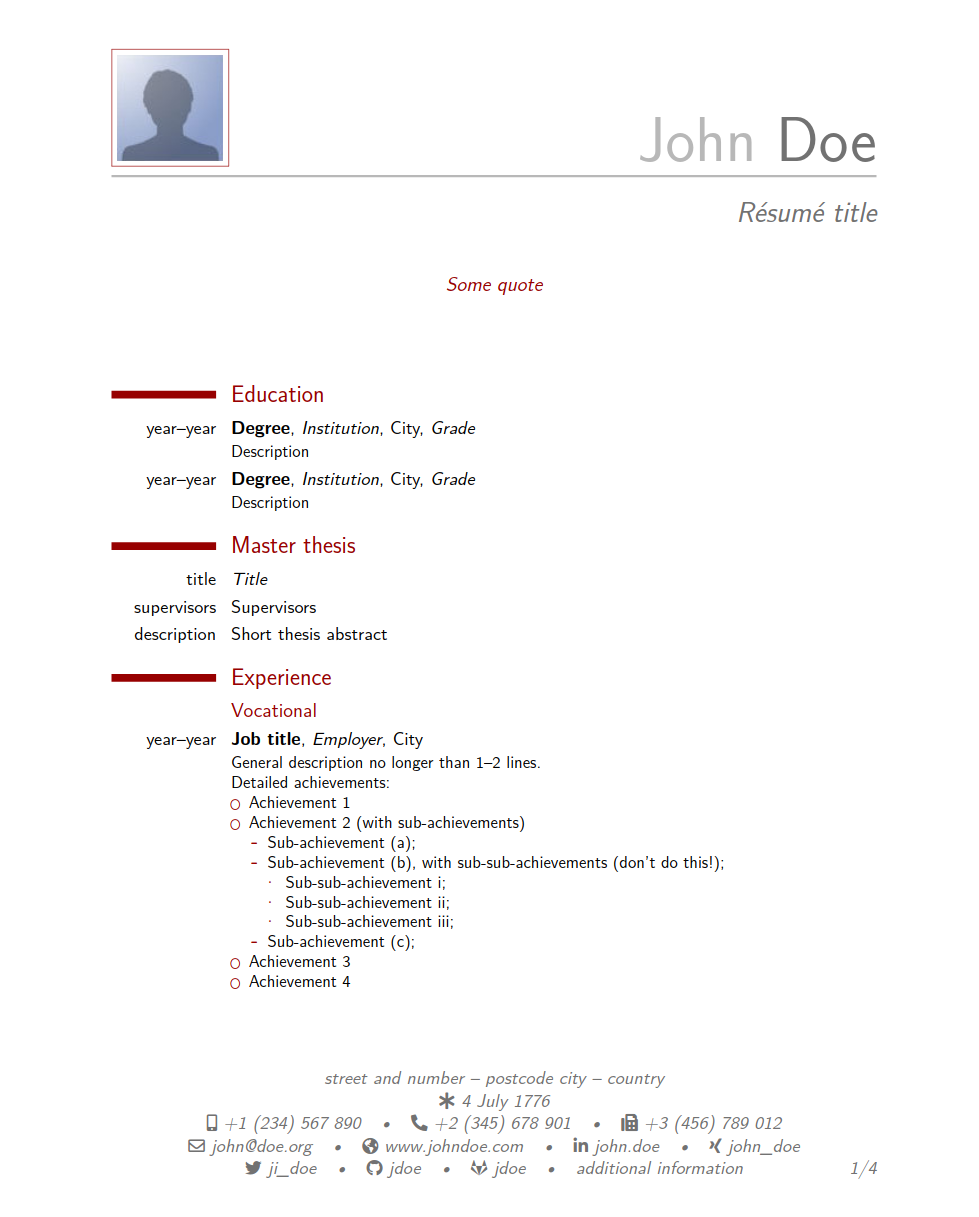 John Doe
Résumé title
Some quote
Education
year–year Degree, Institution, City, Grade
Description
year–year Degree, Institution, City, Grade
Description
Master thesis
title Title
supervisors Supervisors
description Short thesis abstract
Experience
Vocational
year–year Job title, Employer, City
General description no longer than 1–2 lines.
Detailed achievements:
○ Achievement 1
○ Achievement 2 (with sub-achievements)
- Sub-achievement (a);
- Sub-achievement (b), with sub-sub-achievements (don't do this!);
· Sub-sub-achievement i;
· Sub-sub-achievement ii;
· Sub-sub-achievement iii;
- Sub-achievement (c);
○ Achievement 3
○ Achievement 4
street and number – postcode city – country
4 July 1776
+1 (234) 567 890 • +2 (345) 678 901 • +3 (456) 789 012
john@doe.org • www.johndoe.com • in john.doe • john_doe
ji_doe • jdoe • jdoe • additional information 1/4